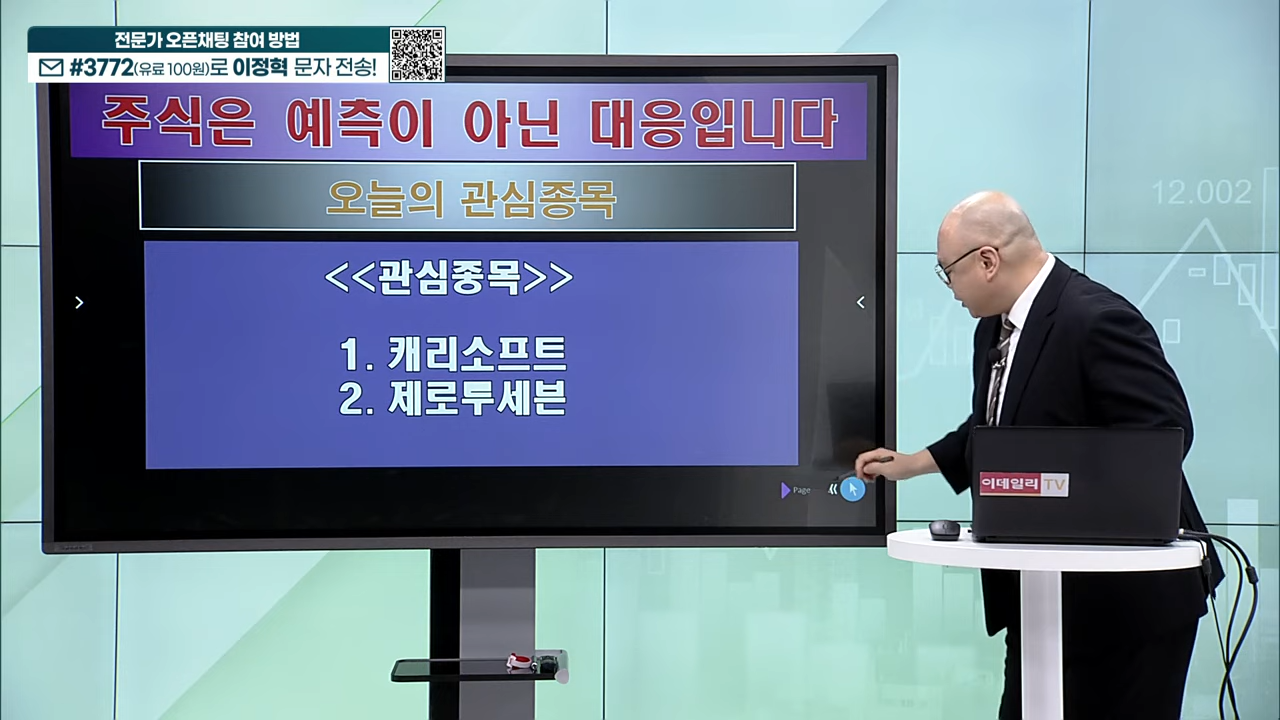 전문가 오픈채팅 참여 방법
#3772(유료 100원)로 이정혁 문자 전송!
주식은 예측이 아닌 대응입니다
오늘의 관심종목
<<관심종목>>
1. 캐리소프트
2. 제로투세븐
Page
12.002
이데일리 TV